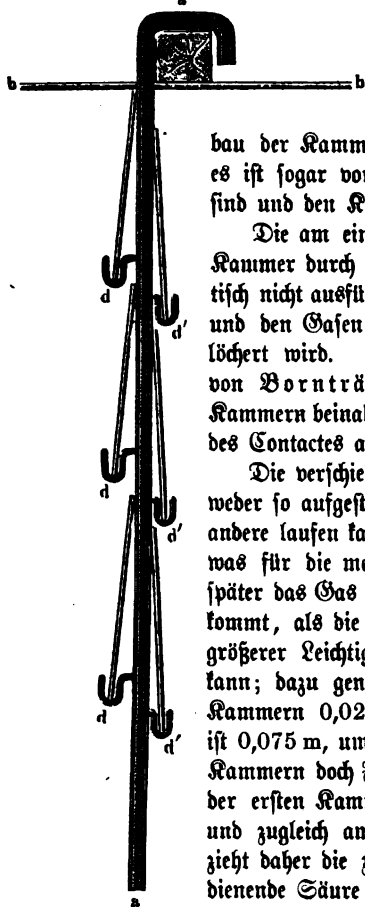 a
b b
bau der Kamm
es ist sogar vor
sind und den K
Die am ein
Kammer durch
tisch nicht ausfü
und den Gasen
löchert wird.
von Bornträ
Kammern beinah
des Contactes a
Die verschie
weder so aufgest
andere laufen ka
was für die me
später das Gas
kommt, als die
größerer Leichtig
kann; dazu gen
Kammern 0,02
ist 0,075 m, um
Kammern doch z
der ersten Kam
und zugleich an
zieht daher die z
dienende Säure
d
d'
d
d'
d
d'
a